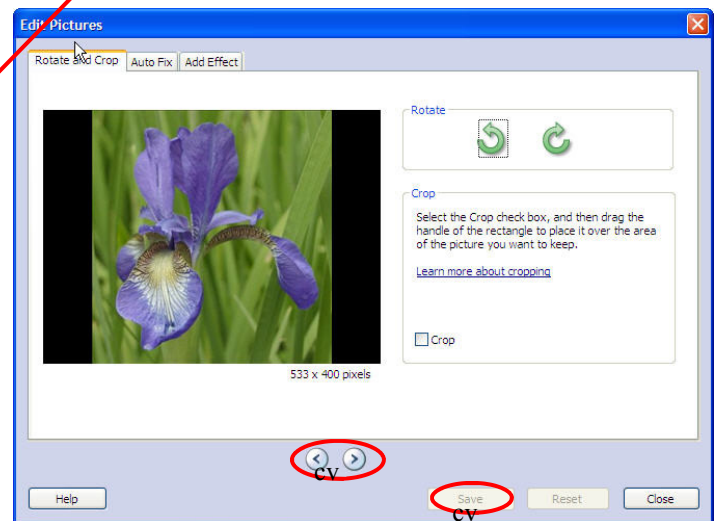 Edit Pictures
Rotate and Crop
Auto Fix
Add Effect
Rotate
Crop
Select the Crop check box, and then drag the
handle of the rectangle to place it over the area
of the picture you want to keep.
Learn more about cropping
Crop
533 x 400 pixels
cv
Help
Save
cv
Reset
Close